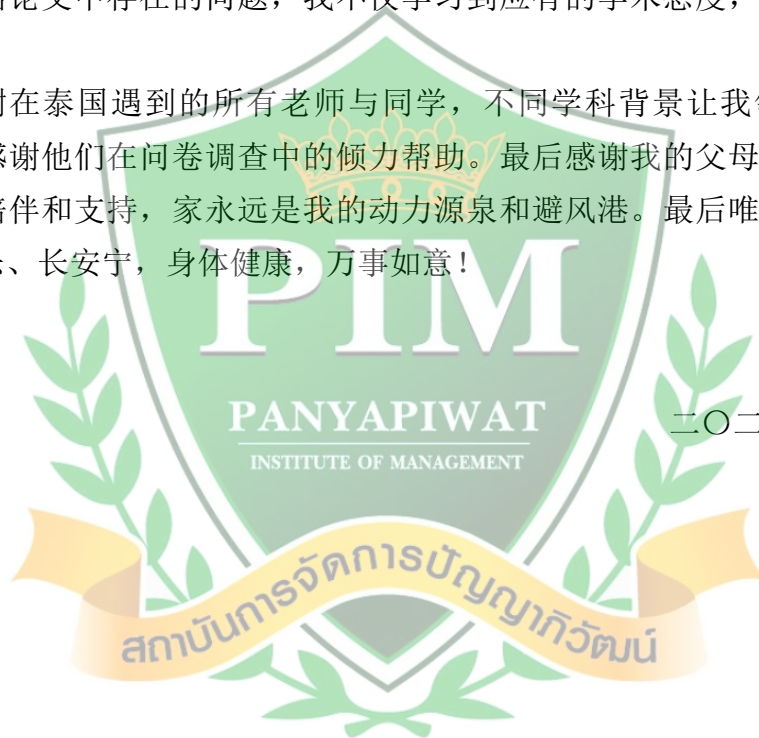 论文中存在的问题，我不仅学习到应有的学术态度，
在泰国遇到的所有老师与同学，不同学科背景让我
感谢他们在问卷调查中的倾力帮助。最后感谢我的父母
陪伴和支持，家永远是我的动力源泉和避风港。最后唯
、长安宁，身体健康，万事如意！
PIM
PANYAPIWAT
二〇二
INSTITUTE OF MANAGEMENT
สถาบันการจัดการปัญญาภิวัฒน์